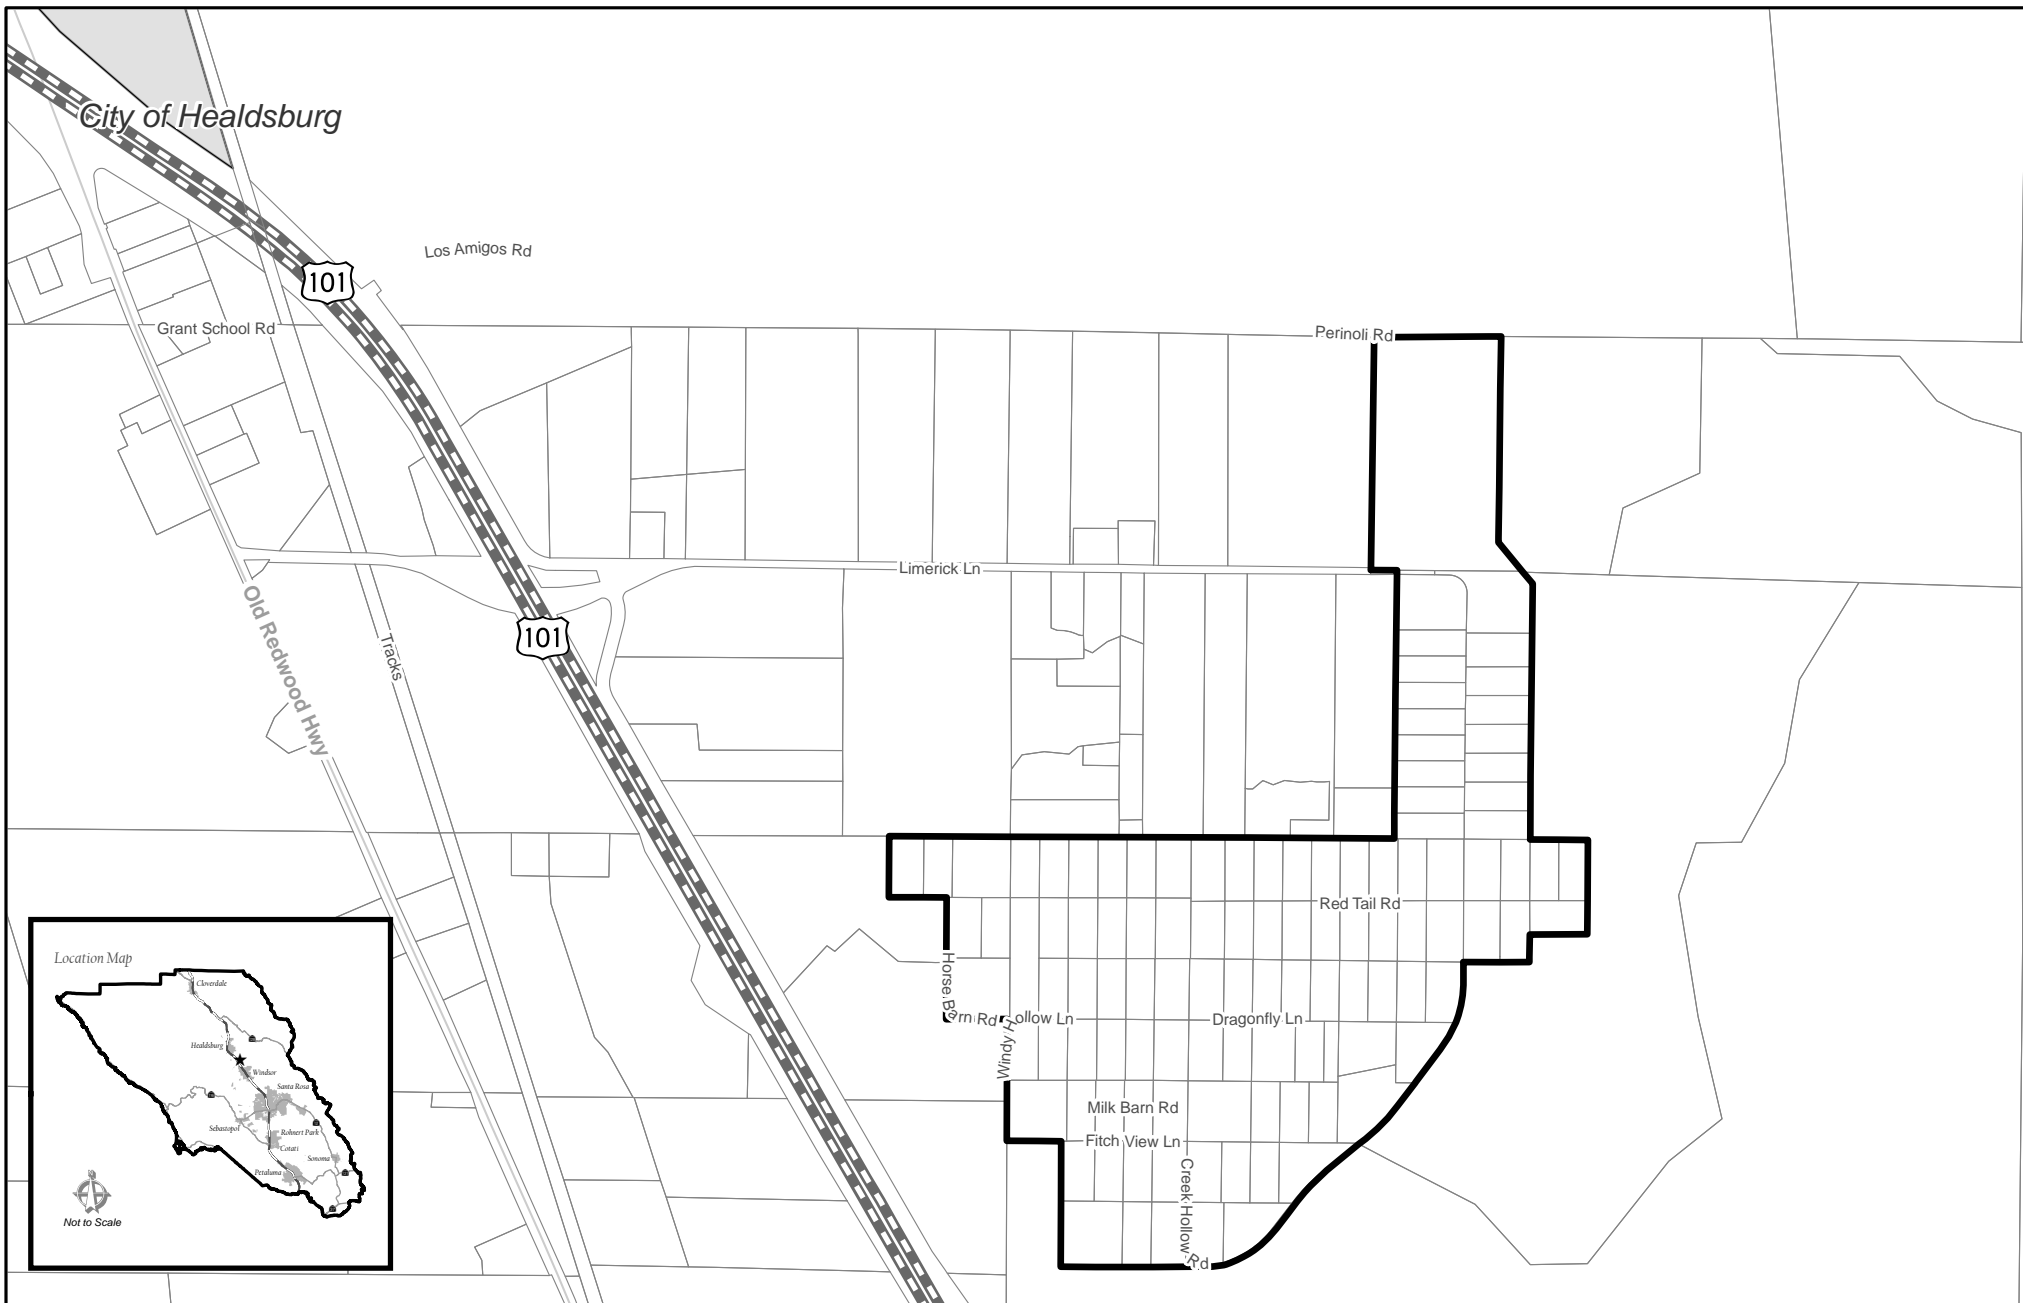 City of Healdsburg
Los Amigos Rd
101
Grant School Rd
Perinoli Rd
Limerick Ln
Old Redwood Hwy
101
Tracks
Red Tail Rd
Horse Barn Rd
Windy Hollow Ln
Dragonfly Ln
Milk Barn Rd
Fitch View Ln
Creek Hollow Rd
Location Map
Cloverdale
Healdsburg
Windsor
Santa Rosa
Sebastopol
Rohnert Park
Cotati
Sonoma
Petaluma
Not to Scale